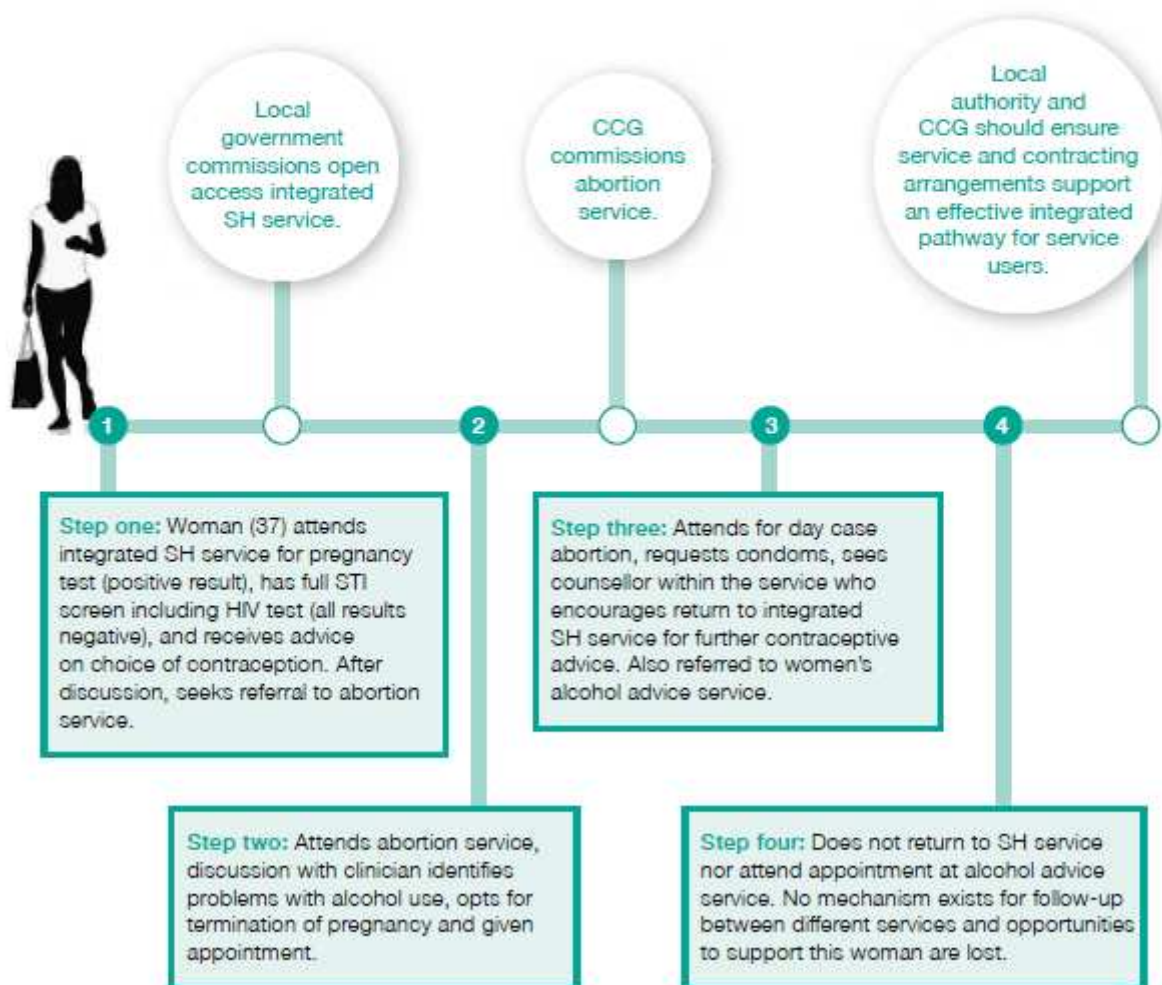 Local
government
commissions open
access integrated
SH service.
CCG
commissions
abortion
service.
Local
authority and
CCG should ensure
service and contracting
arrangements support
an effective integrated
pathway for service
users.
1
2
3
4
Step one: Woman (37) attends
integrated SH service for pregnancy
test (positive result), has full STI
screen including HIV test (all results
negative), and receives advice
on choice of contraception. After
discussion, seeks referral to abortion
service.
Step three: Attends for day case
abortion, requests condoms, sees
counsellor within the service who
encourages return to integrated
SH service for further contraceptive
advice. Also referred to women's
alcohol advice service.
Step two: Attends abortion service,
discussion with clinician identifies
problems with alcohol use, opts for
termination of pregnancy and given
appointment.
Step four: Does not return to SH service
nor attend appointment at alcohol advice
service. No mechanism exists for follow-up
between different services and opportunities
to support this woman are lost.